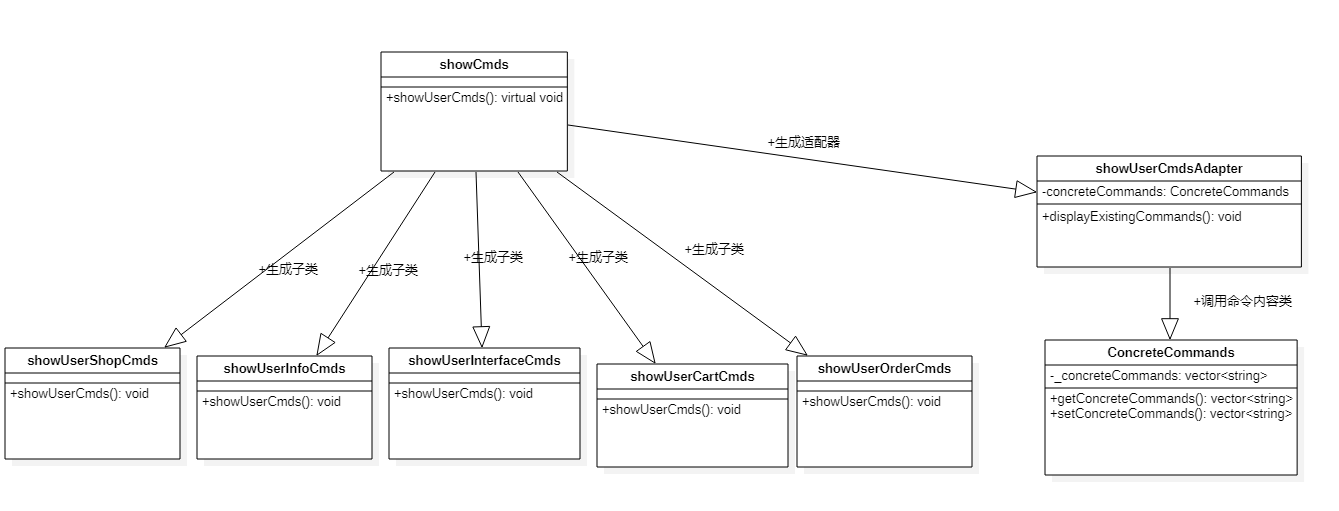 showCmds
+showUserCmds(): virtual void
+生成适配器
showUserCmdsAdapter
-concreteCommands: ConcreteCommands
+displayExistingCommands(): void
+生成子类
+生成子类
+生成子类
+生成子类
+生成子类
+调用命令内容类
showUserShopCmds
+showUserCmds(): void
showUserInfoCmds
+showUserCmds(): void
showUserInterfaceCmds
+showUserCmds(): void
showUserCartCmds
+showUserCmds(): void
showUserOrderCmds
+showUserCmds(): void
ConcreteCommands
-_concreteCommands: vector<string>
+getConcreteCommands(): vector<string>
+setConcreteCommands(): vector<string>